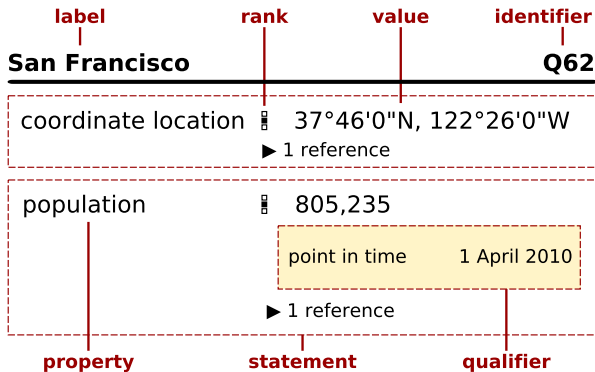 label rank value identifier
San Francisco Q62
coordinate location 37°46'0"N, 122°26'0"W
▶ 1 reference
population 805,235
point in time 1 April 2010
▶ 1 reference
property statement qualifier